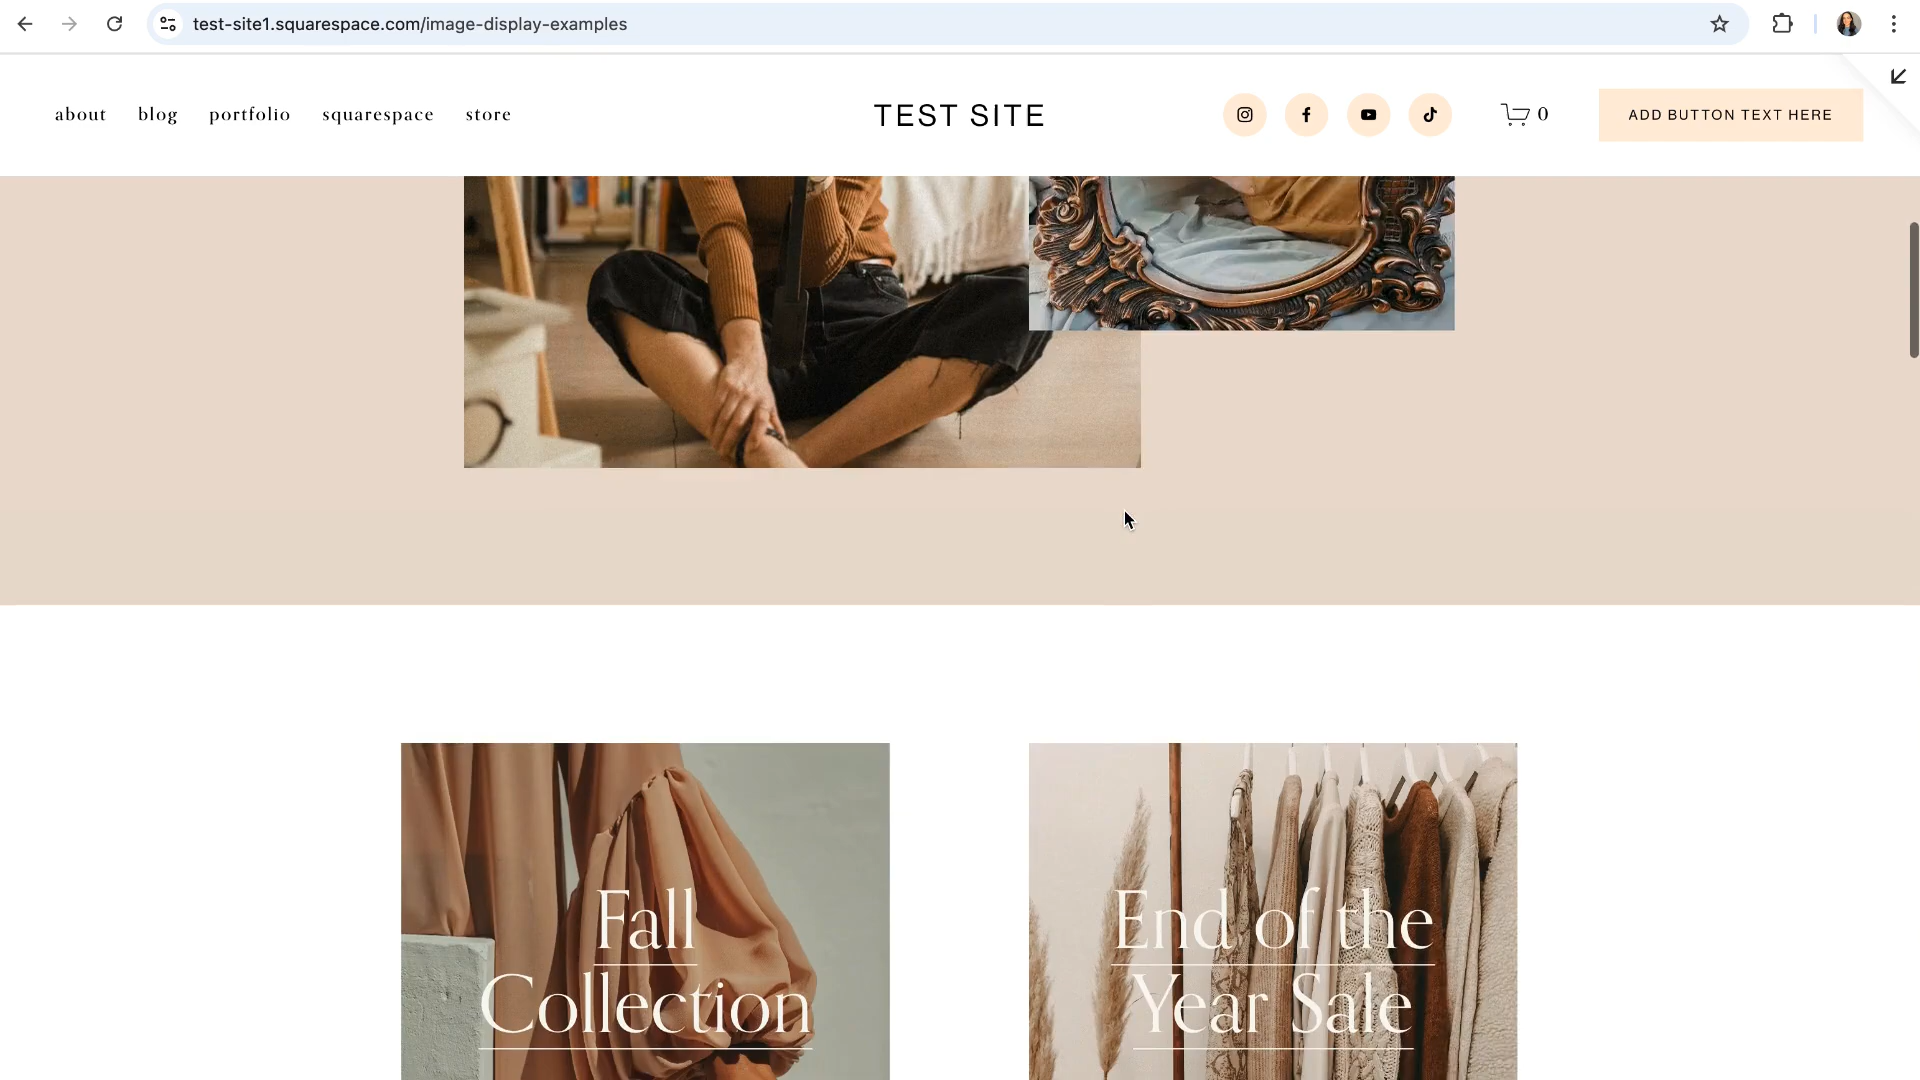 test-site1.squarespace.com/image-display-examples
about blog portfolio squarespace store
TEST SITE
0
ADD BUTTON TEXT HERE
Fall
Collection
End of the
Year Sale